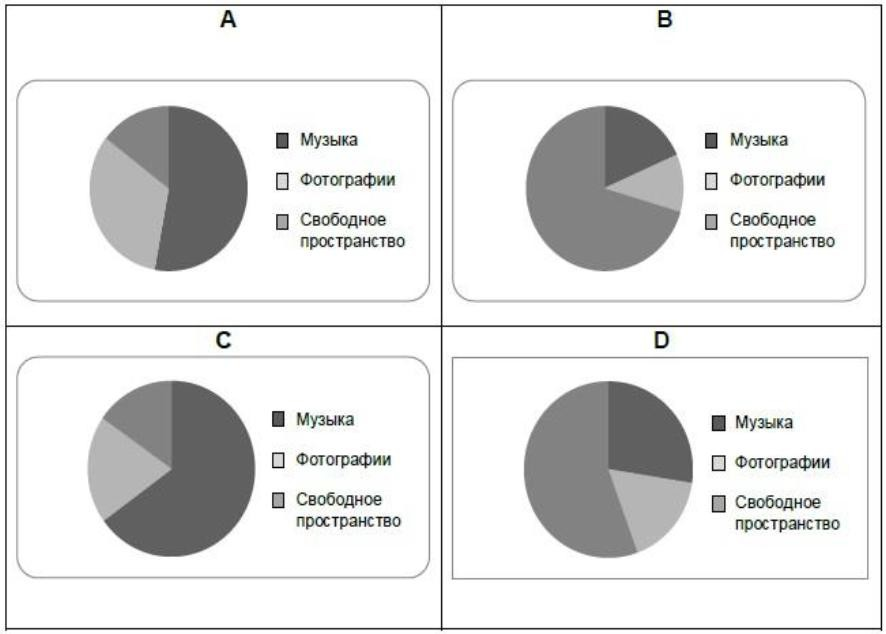 A
Музыка
Фотографии
Свободное
пространство
B
Музыка
Фотографии
Свободное
пространство
C
Музыка
Фотографии
Свободное
пространство
D
Музыка
Фотографии
Свободное
пространство